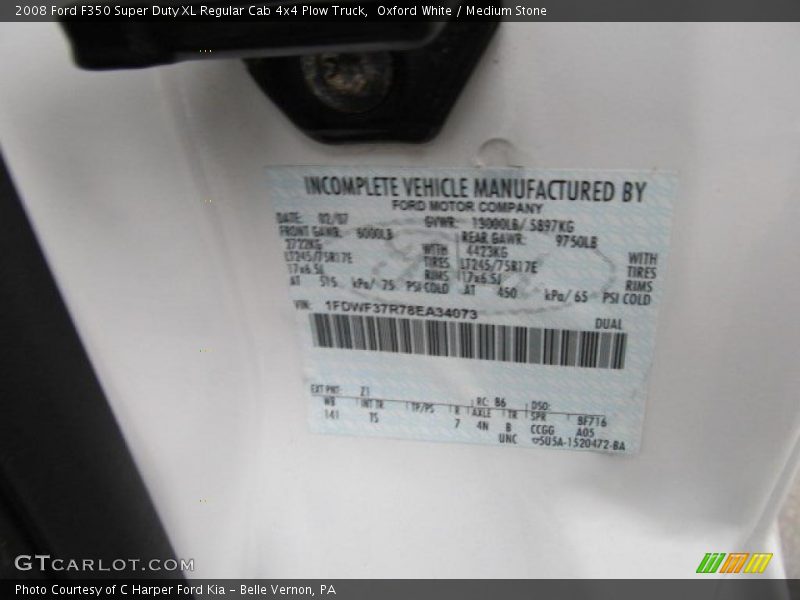 2008 Ford F350 Super Duty XL Regular Cab 4x4 Plow Truck, Oxford White / Medium Stone
INCOMPLETE VEHICLE MANUFACTURED BY
FORD MOTOR COMPANY
DATE: 02/07 GVWR: 13000LB/ 5897KG
FRONT GAWR: 6000LB REAR GAWR: 9750LB
2722KG WITH 4423KG WITH
LT245/75R17E TIRES LT245/75R17E TIRES
17x6.5J RIMS 17x6.5J RIMS
AT 515 kPa/ 75 PSI COLD AT 450 kPa/ 65 PSI COLD
VIN: 1FDWF37R78EA34073
DUAL
EXT PNT: Z1 RC: B6 DSO:
WB INT TR TP/PS R AXLE TR SPR BF716
141 TS 7 4N B CCGG A05
UNC 5U5A-1520472-BA
GTCARLOT.COM
Photo Courtesy of C Harper Ford Kia - Belle Vernon, PA